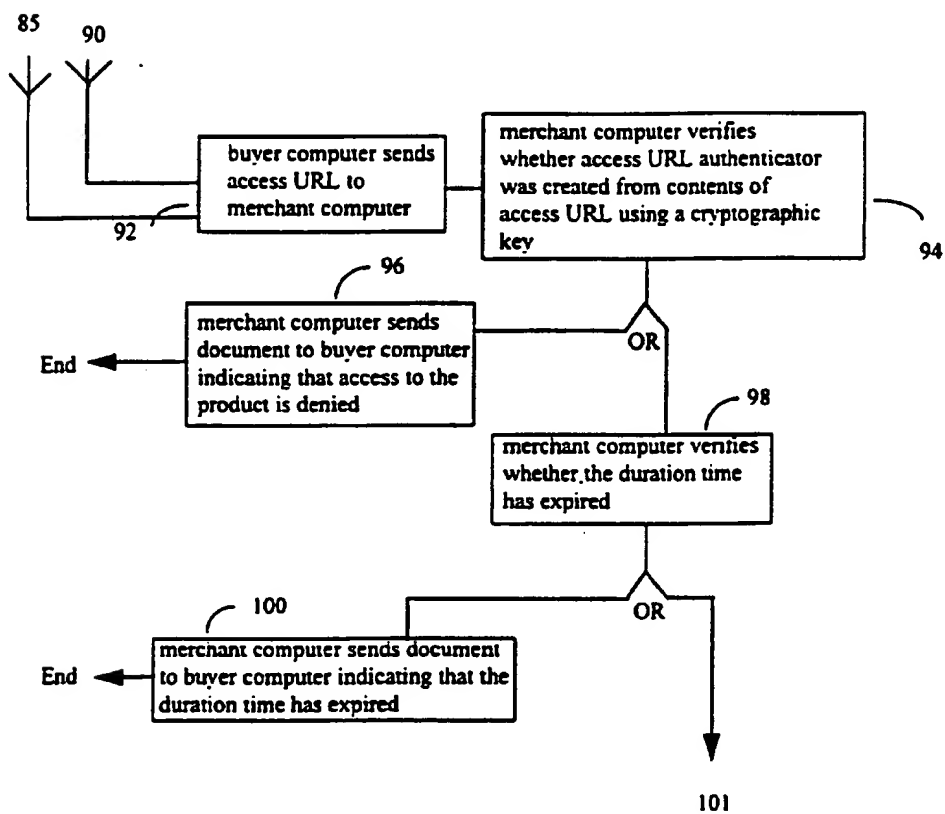 85
90
buyer computer sends
access URL to
merchant computer
92
merchant computer verifies
whether access URL authenticator
was created from contents of
access URL using a cryptographic
key
94
96
merchant computer sends
document to buyer computer
indicating that access to the
product is denied
End
OR
98
merchant computer verifies
whether the duration time
has expired
OR
100
merchant computer sends document
to buyer computer indicating that the
duration time has expired
End
101